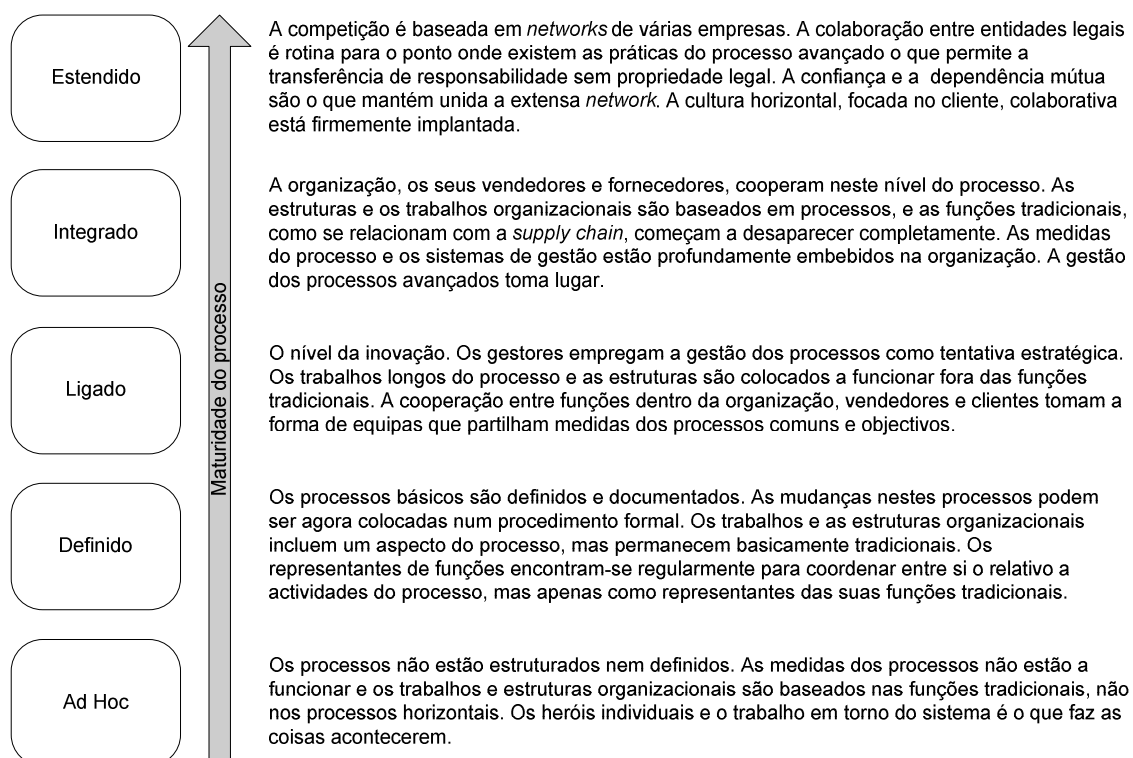 Estendido
A competição é baseada em networks de várias empresas. A colaboração entre entidades legais
é rotina para o ponto onde existem as práticas do processo avançado o que permite a
transferência de responsabilidade sem propriedade legal. A confiança e a  dependência mútua
são o que mantém unida a extensa network. A cultura horizontal, focada no cliente, colaborativa
está firmemente implantada.
Integrado
A organização, os seus vendedores e fornecedores, cooperam neste nível do processo. As
estruturas e os trabalhos organizacionais são baseados em processos, e as funções tradicionais,
como se relacionam com a supply chain, começam a desaparecer completamente. As medidas
do processo e os sistemas de gestão estão profundamente embebidos na organização. A gestão
dos processos avançados toma lugar.
Maturidade do processo
Ligado
O nível da inovação. Os gestores empregam a gestão dos processos como tentativa estratégica.
Os trabalhos longos do processo e as estruturas são colocados a funcionar fora das funções
tradicionais. A cooperação entre funções dentro da organização, vendedores e clientes tomam a
forma de equipas que partilham medidas dos processos comuns e objectivos.
Definido
Os processos básicos são definidos e documentados. As mudanças nestes processos podem
ser agora colocadas num procedimento formal. Os trabalhos e as estruturas organizacionais
incluem um aspecto do processo, mas permanecem basicamente tradicionais. Os
representantes de funções encontram-se regularmente para coordenar entre si o relativo a
actividades do processo, mas apenas como representantes das suas funções tradicionais.
Ad Hoc
Os processos não estão estruturados nem definidos. As medidas dos processos não estão a
funcionar e os trabalhos e estruturas organizacionais são baseados nas funções tradicionais, não
nos processos horizontais. Os heróis individuais e o trabalho em torno do sistema é o que faz as
coisas acontecerem.